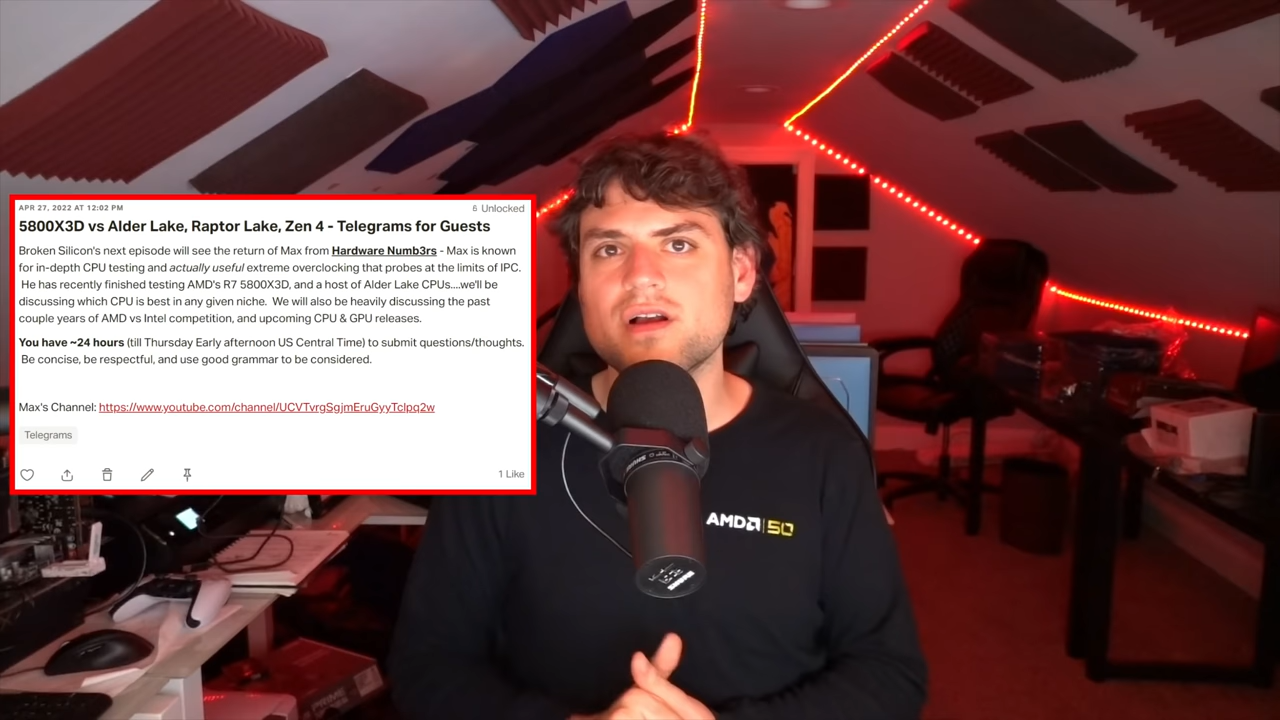 APR 27, 2022 AT 12:02 PM
6 Unlocked
5800X3D vs Alder Lake, Raptor Lake, Zen 4 - Telegrams for Guests
Broken Silicon's next episode will see the return of Max from Hardware Numb3rs - Max is known
for in-depth CPU testing and actually useful extreme overclocking that probes at the limits of IPC.
He has recently finished testing AMD's R7 5800X3D, and a host of Alder Lake CPUs....we'll be
discussing which CPU is best in any given niche. We will also be heavily discussing the past
couple years of AMD vs Intel competition, and upcoming CPU & GPU releases.
You have ~24 hours (till Thursday Early afternoon US Central Time) to submit questions/thoughts.
Be concise, be respectful, and use good grammar to be considered.
Max's Channel: https://www.youtube.com/channel/UCVTvrgSgjmEruGyyTclpq2w
Telegrams
1 Like
AMD 50
SHURE
PRIME